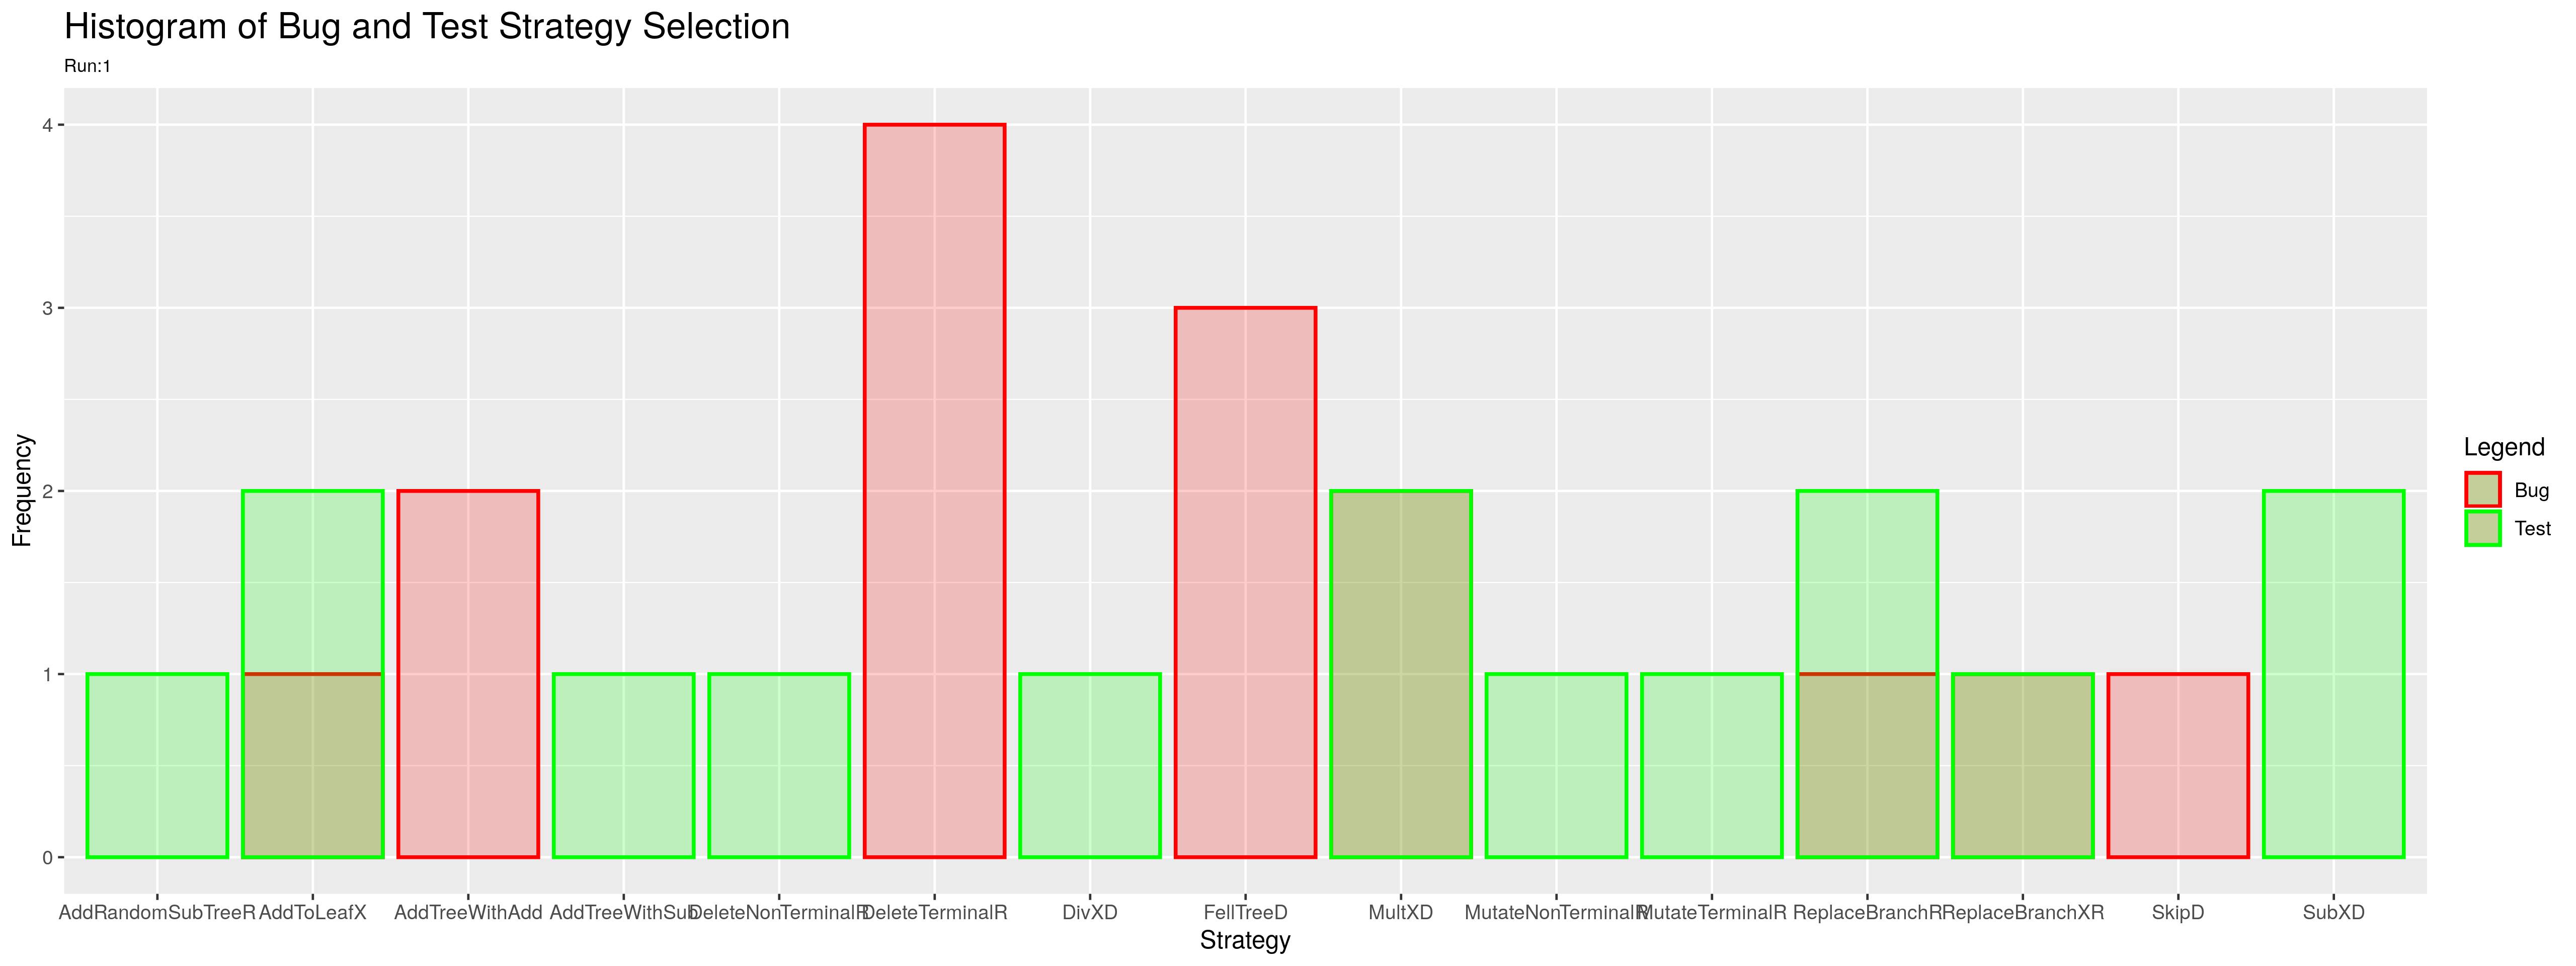 Histogram of Bug and Test Strategy Selection
Run:1
4
3
2
1
0
Frequency
AddRandomSubTreeR AddToLeafX AddTreeWithAdd AddTreeWithSub DeleteNonTerminalR DeleteTerminalR DivXD FellTreeD MultXD MutateNonTerminalR MutateTerminalR ReplaceBranchR ReplaceBranchXR SkipD SubXD
Strategy
Legend
Bug
Test